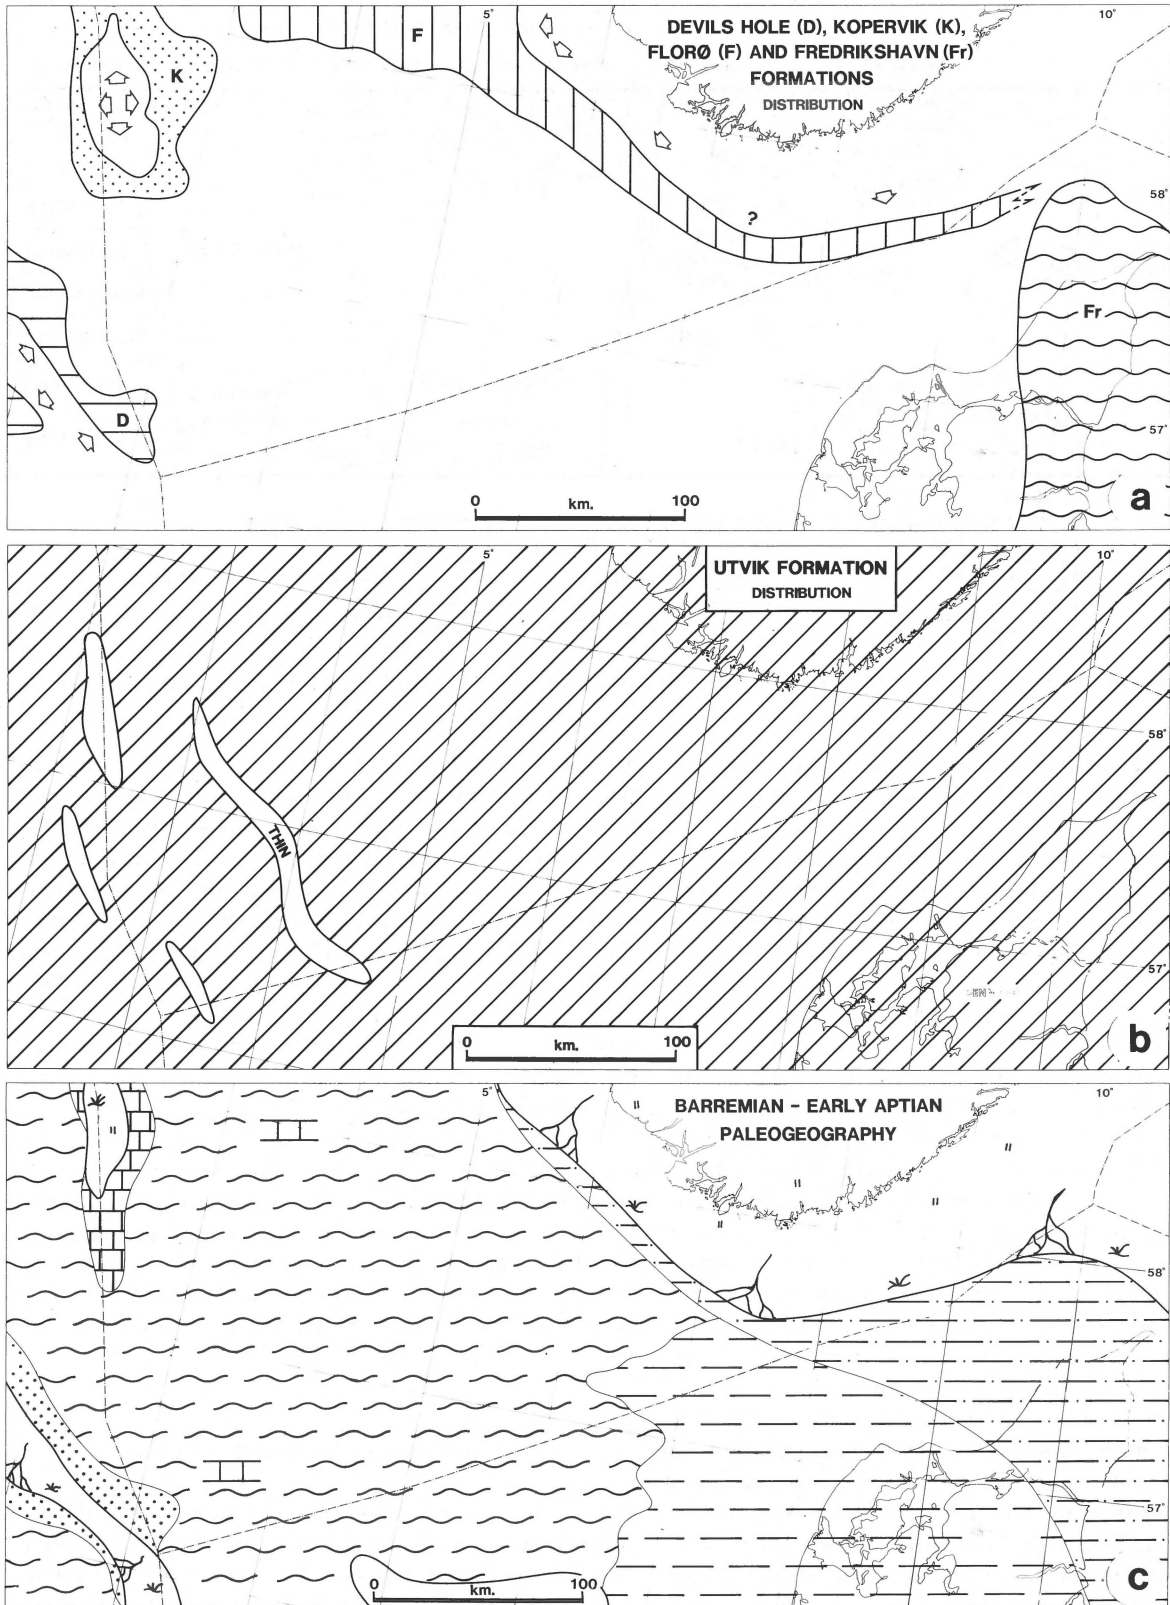 5°
10°
DEVILS HOLE (D), KOPERVIK (K),
FLORØ (F) AND FREDRIKSHAVN (Fr)
FORMATIONS
DISTRIBUTION
F
K
58°
?
Fr
D
57°
0 km. 100
a
5°
10°
UTVIK FORMATION
DISTRIBUTION
58°
THIN
57°
0 km. 100
b
5°
10°
BARREMIAN – EARLY APTIAN
PALEOGEOGRAPHY
58°
57°
0 km. 100
c